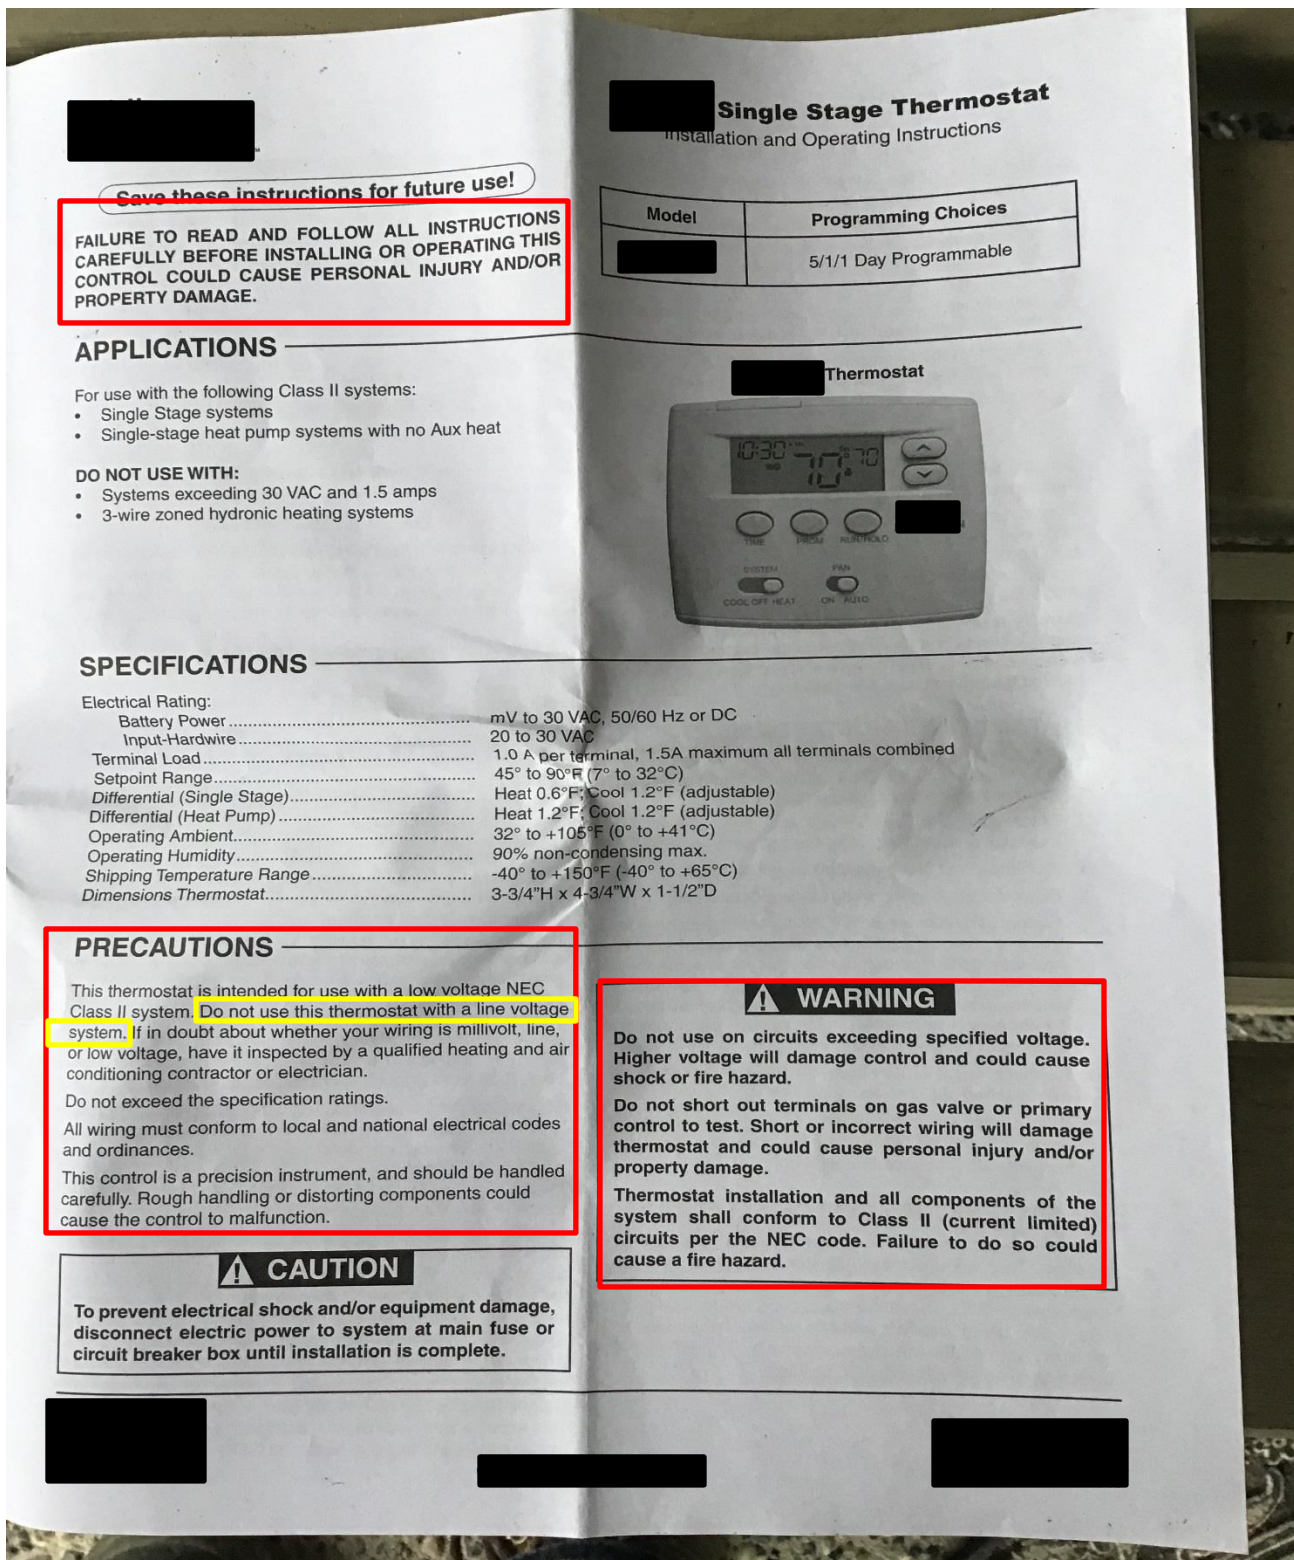 Single Stage Thermostat
Installation and Operating Instructions
Save these instructions for future use!
FAILURE TO READ AND FOLLOW ALL INSTRUCTIONS
CAREFULLY BEFORE INSTALLING OR OPERATING THIS
CONTROL COULD CAUSE PERSONAL INJURY AND/OR
PROPERTY DAMAGE.
Model Programming Choices
5/1/1 Day Programmable
APPLICATIONS
For use with the following Class II systems:
• Single Stage systems
• Single-stage heat pump systems with no Aux heat
DO NOT USE WITH:
• Systems exceeding 30 VAC and 1.5 amps
• 3-wire zoned hydronic heating systems
Thermostat
10:30 70 70
TIME PRGM RUN/HOLD
SYSTEM FAN
COOL OFF HEAT ON AUTO
SPECIFICATIONS
Electrical Rating:
Battery Power mV to 30 VAC, 50/60 Hz or DC
Input-Hardwire 20 to 30 VAC
Terminal Load 1.0 A per terminal, 1.5A maximum all terminals combined
Setpoint Range 45° to 90°F (7° to 32°C)
Differential (Single Stage) Heat 0.6°F; Cool 1.2°F (adjustable)
Differential (Heat Pump) Heat 1.2°F; Cool 1.2°F (adjustable)
Operating Ambient 32° to +105°F (0° to +41°C)
Operating Humidity 90% non-condensing max.
Shipping Temperature Range -40° to +150°F (-40° to +65°C)
Dimensions Thermostat 3-3/4"H x 4-3/4"W x 1-1/2"D
PRECAUTIONS
This thermostat is intended for use with a low voltage NEC
Class II system. Do not use this thermostat with a line voltage
system. If in doubt about whether your wiring is millivolt, line,
or low voltage, have it inspected by a qualified heating and air
conditioning contractor or electrician.
Do not exceed the specification ratings.
All wiring must conform to local and national electrical codes
and ordinances.
This control is a precision instrument, and should be handled
carefully. Rough handling or distorting components could
cause the control to malfunction.
CAUTION
To prevent electrical shock and/or equipment damage,
disconnect electric power to system at main fuse or
circuit breaker box until installation is complete.
WARNING
Do not use on circuits exceeding specified voltage.
Higher voltage will damage control and could cause
shock or fire hazard.
Do not short out terminals on gas valve or primary
control to test. Short or incorrect wiring will damage
thermostat and could cause personal injury and/or
property damage.
Thermostat installation and all components of the
system shall conform to Class II (current limited)
circuits per the NEC code. Failure to do so could
cause a fire hazard.